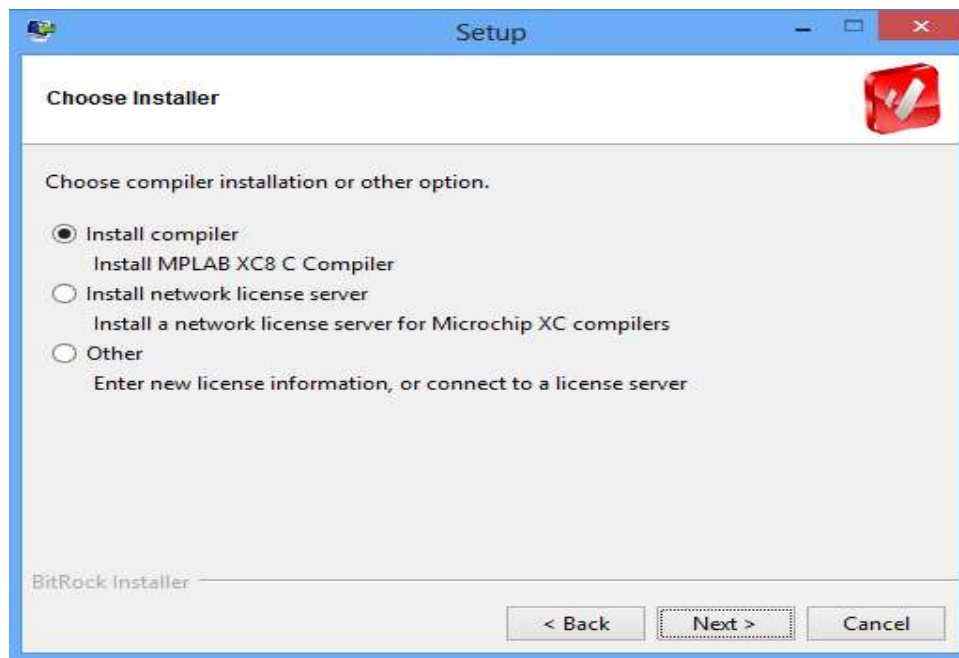 Setup
Choose Installer
Choose compiler installation or other option.
Install compiler
Install MPLAB XC8 C Compiler
Install network license server
Install a network license server for Microchip XC compilers
Other
Enter new license information, or connect to a license server
BitRock Installer
< Back Next > Cancel